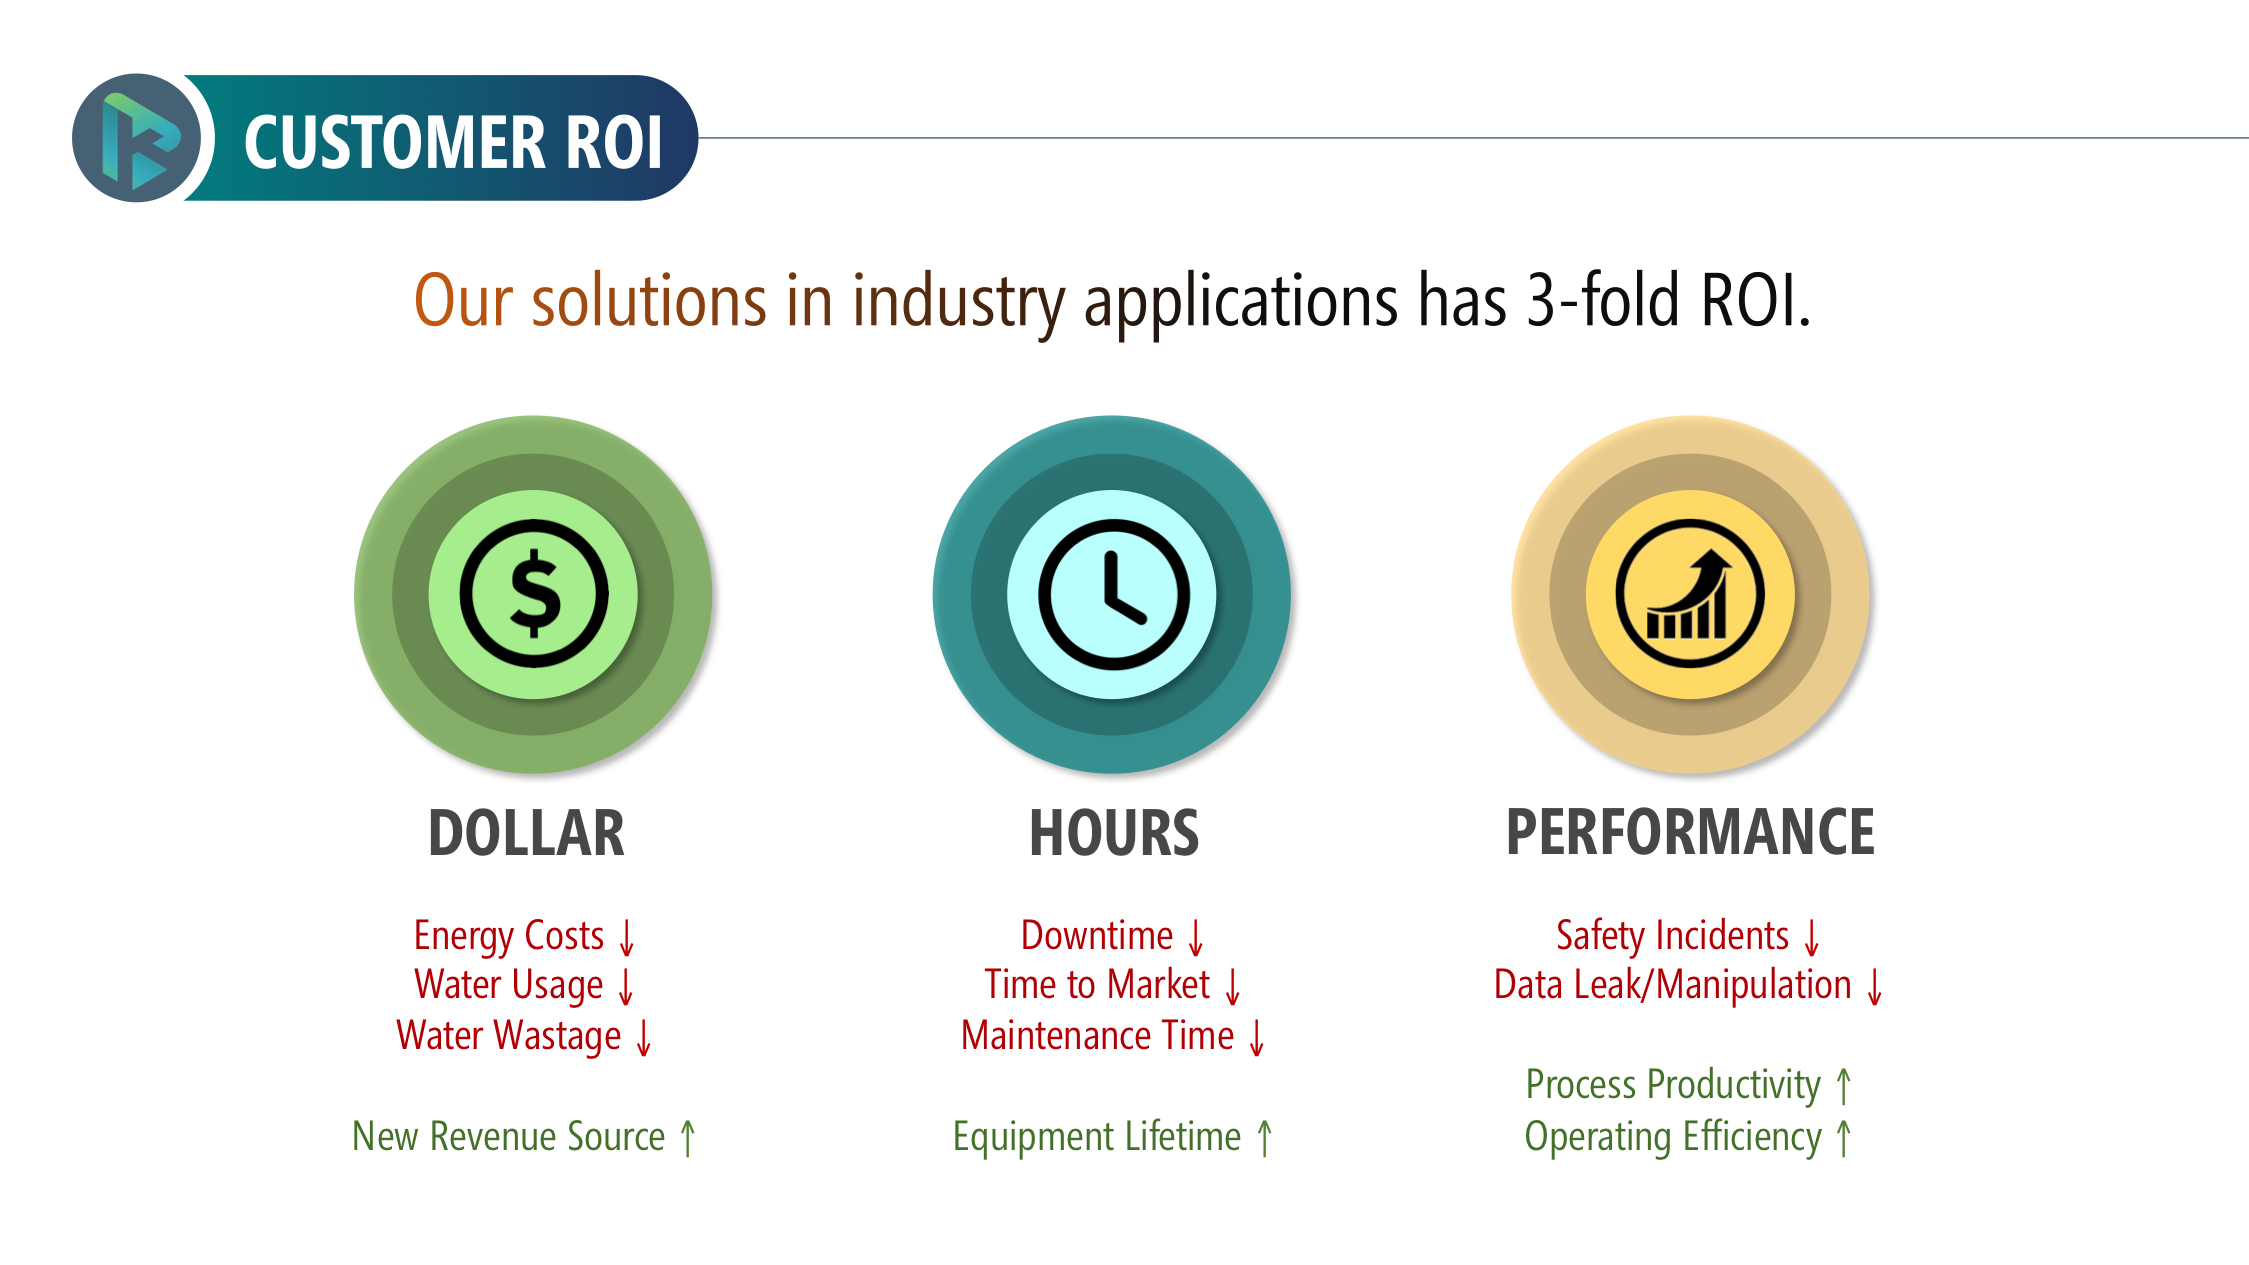 CUSTOMER ROI
Our solutions in industry applications has 3-fold ROI.
DOLLAR
Energy Costs ↓
Water Usage ↓
Water Wastage ↓
New Revenue Source ↑
HOURS
Downtime ↓
Time to Market ↓
Maintenance Time ↓
Equipment Lifetime ↑
PERFORMANCE
Safety Incidents ↓
Data Leak/Manipulation ↓
Process Productivity ↑
Operating Efficiency ↑